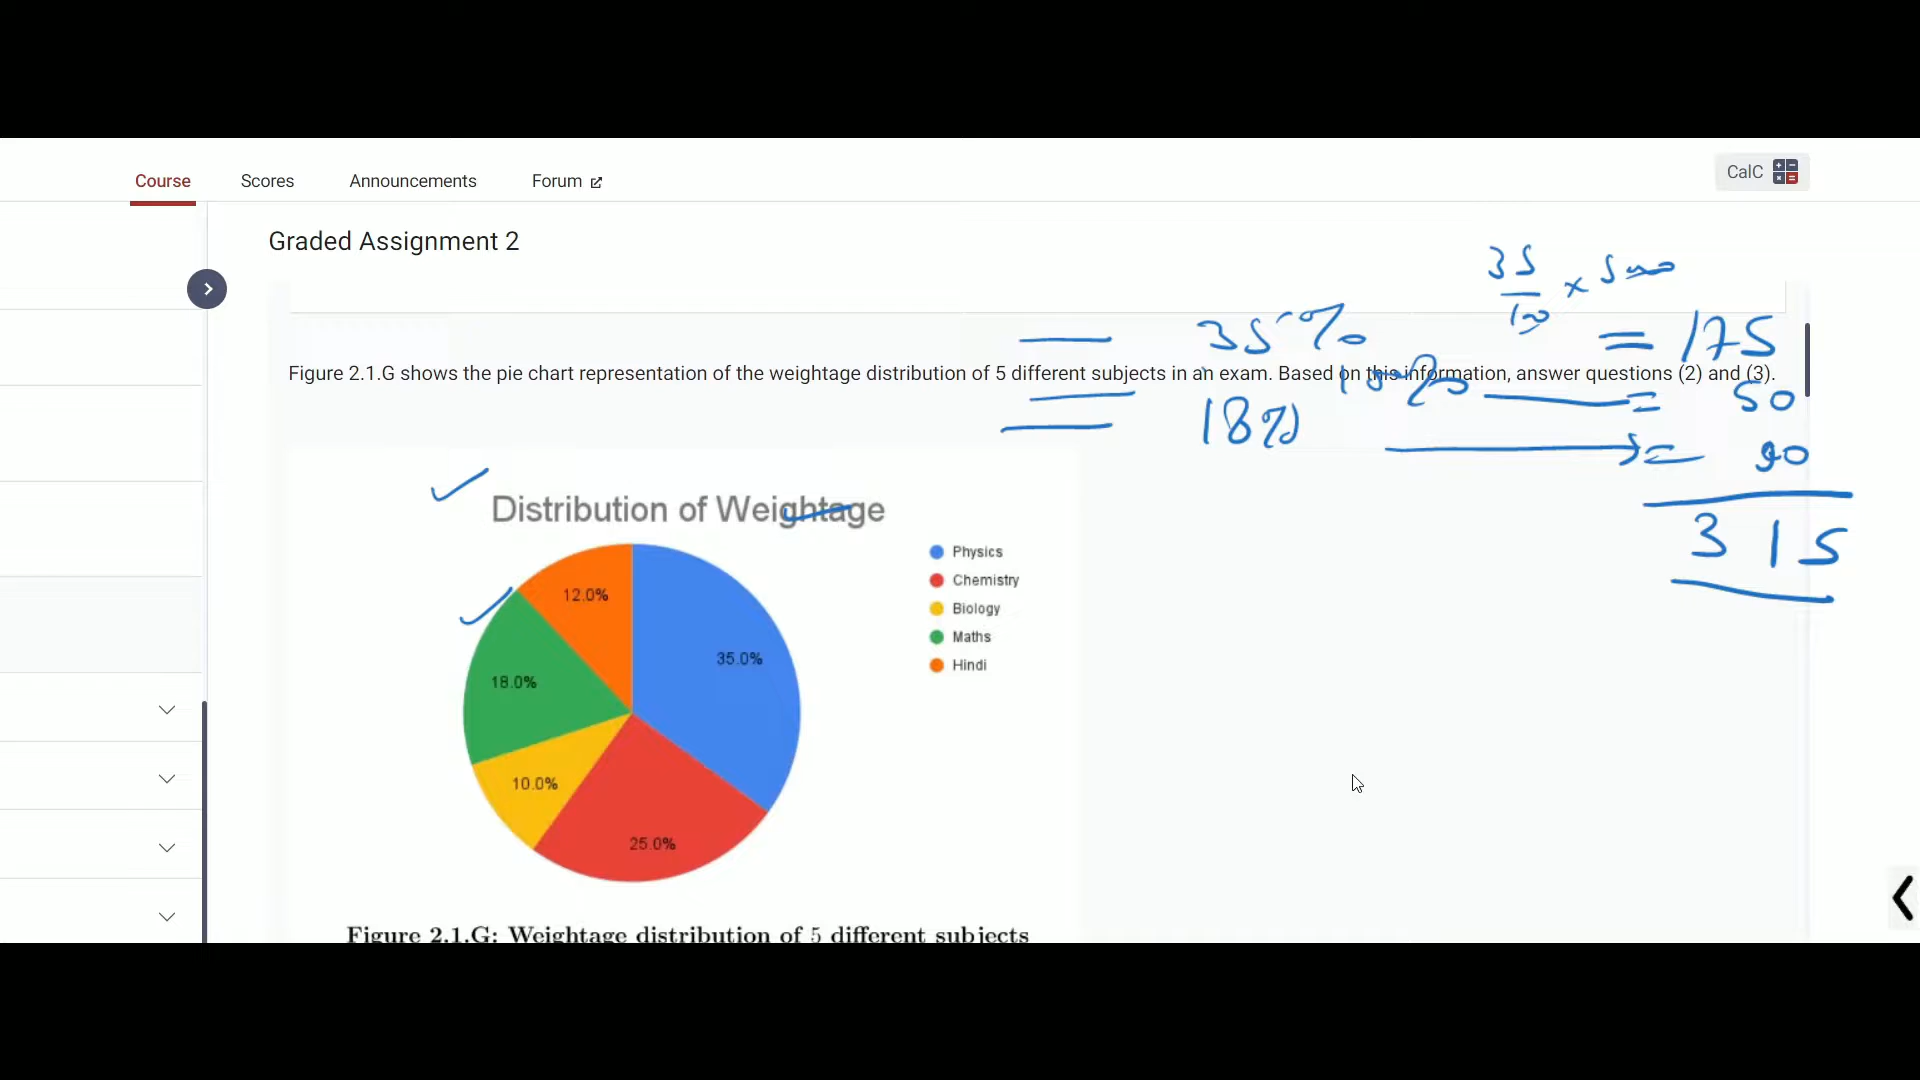 Course Scores Announcements Forum CalC
Graded Assignment 2
35/100 × 500
35% = 175
Figure 2.1.G shows the pie chart representation of the weightage distribution of 5 different subjects in an exam. Based on this information, answer questions (2) and (3).
10% = 50
18% = 90
315
Distribution of Weightage
Physics
Chemistry
Biology
Maths
Hindi
12.0%
35.0%
18.0%
10.0%
25.0%
Figure 2.1.G: Weightage distribution of 5 different subjects